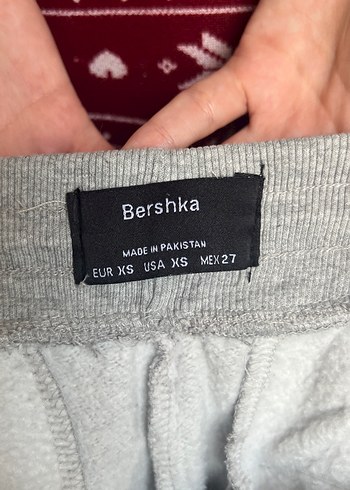 Bershka
MADE IN PAKISTAN
EUR XS USA XS MEX 27